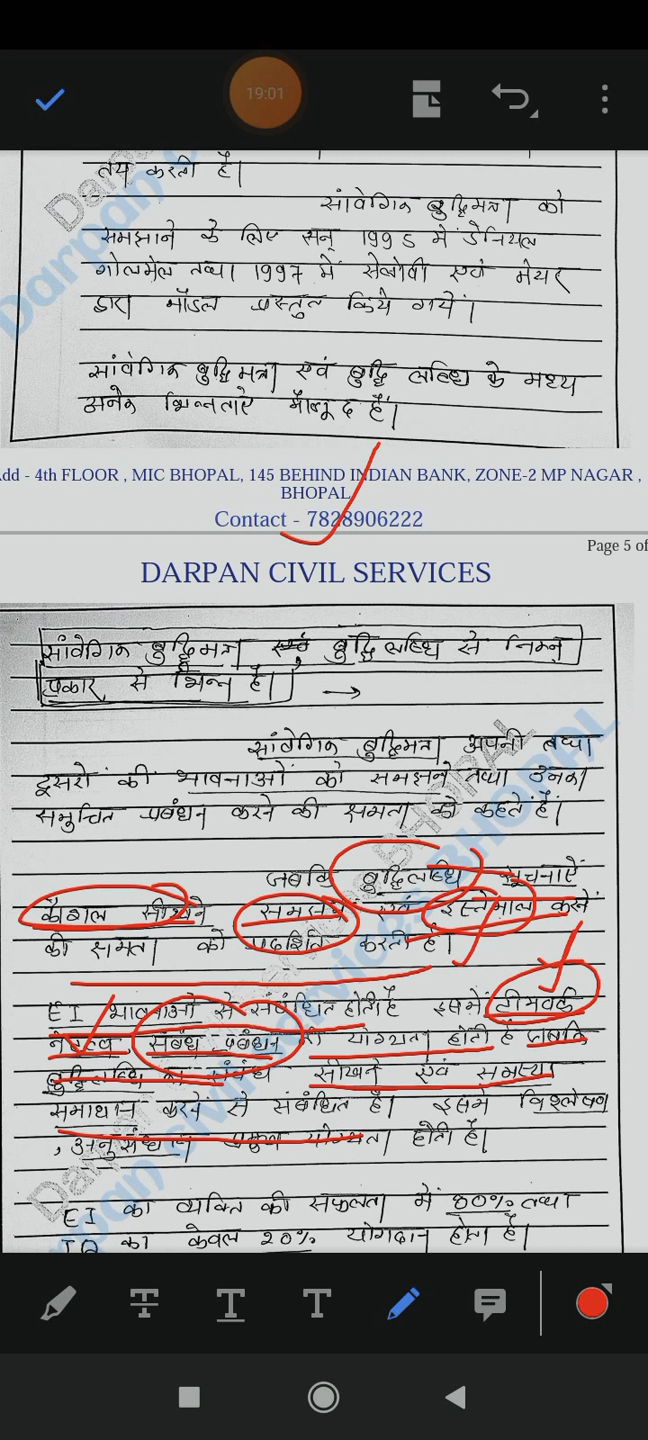 19:01
तय करती है।
सांवेगिक बुद्धिमत्ता को
समझाने के लिए सन् 1995 में डेनियल
गोलमेल तथा 1997 में सेलोवी एवं मेयर
द्वारा मॉडल प्रस्तुत किये गये।
सांवेगिक बुद्धिमत्ता एवं बुद्धि लब्धि के मध्य
अनेक भिन्नताऐं मौजूद हैं।
Add - 4th FLOOR , MIC BHOPAL, 145 BEHIND INDIAN BANK, ZONE-2 MP NAGAR ,
BHOPAL
Contact - 7828906222
Page 5 of
DARPAN CIVIL SERVICES
सांवेगिक बुद्धिमत्ता बुद्धि लब्धि से निम्न
प्रकार से भिन्न है। →
सांवेगिक बुद्धिमत्ता अपनी तथा
दूसरों की भावनाओं को समझने तथा उनका
समुचित प्रबंधन करने की क्षमता को कहते हैं।
जबकि बुद्धिलब्धि सूचनाऐं
कौशल सीखने समझने एवं इस्तेमाल करने
की क्षमता को प्रदर्शित करती है।
EI भावनाओं से संबंधित होती है इसमें टीमवर्क
नेतृत्व संबंध प्रबंधन की योग्यता होती है जबकि
बुद्धिलब्धि का संबंध सीखने एवं समस्या
समाधान करने से संबंधित है। इसमें विश्लेषण
, अनुसंधान योग्यता होती है।
EI का व्यक्ति की सफलता में 80% तथा
IQ का केवल 20% योगदान होता है।